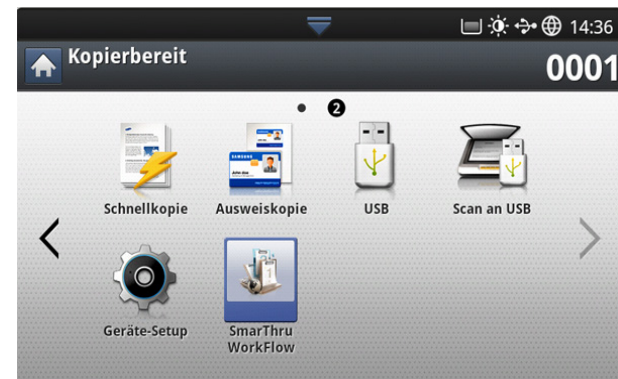 14:36
Kopierbereit
0001
2
Schnellkopie
Ausweiskopie
USB
Scan an USB
Geräte-Setup
SmarThru
WorkFlow